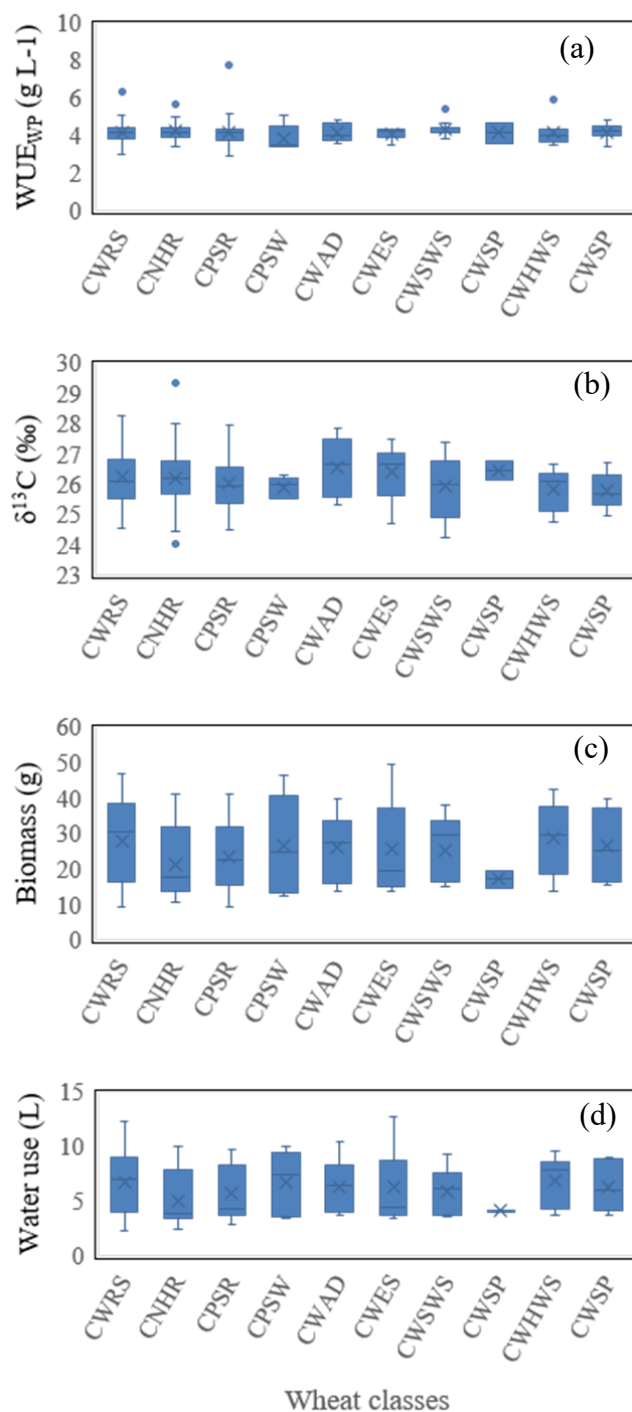 (a)
WUEWP (g L-1)
10
8
6
4
2
0
CWRS CNHR CPSR CPSW CWAD CWES CWSWS CWSP CWHWS CWSP
(b)
δ13C (‰)
30
29
28
27
26
25
24
23
CWRS CNHR CPSR CPSW CWAD CWES CWSWS CWSP CWHWS CWSP
(c)
Biomass (g)
60
50
40
30
20
10
0
CWRS CNHR CPSR CPSW CWAD CWES CWSWS CWSP CWHWS CWSP
(d)
Water use (L)
15
10
5
0
CWRS CNHR CPSR CPSW CWAD CWES CWSWS CWSP CWHWS CWSP
Wheat classes